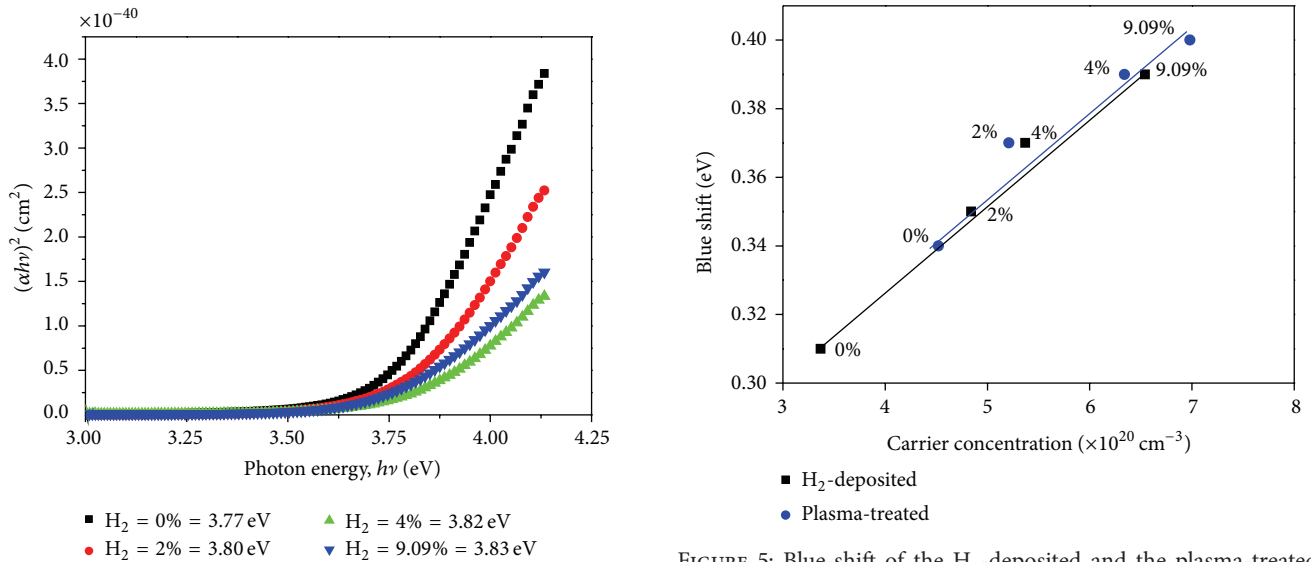 ×10⁻⁴⁰
4.0
3.5
3.0
2.5
2.0
1.5
1.0
0.5
0.0
(αhν)² (cm²)
3.00 3.25 3.50 3.75 4.00 4.25
Photon energy, hν (eV)
H₂ = 0% = 3.77 eV
H₂ = 4% = 3.82 eV
H₂ = 2% = 3.80 eV
H₂ = 9.09% = 3.83 eV
0.40
0.38
0.36
0.34
0.32
0.30
Blue shift (eV)
9.09%
4% 9.09%
2% 4%
0% 2%
0%
3 4 5 6 7 8
Carrier concentration (×10²⁰ cm⁻³)
H₂-deposited
Plasma-treated